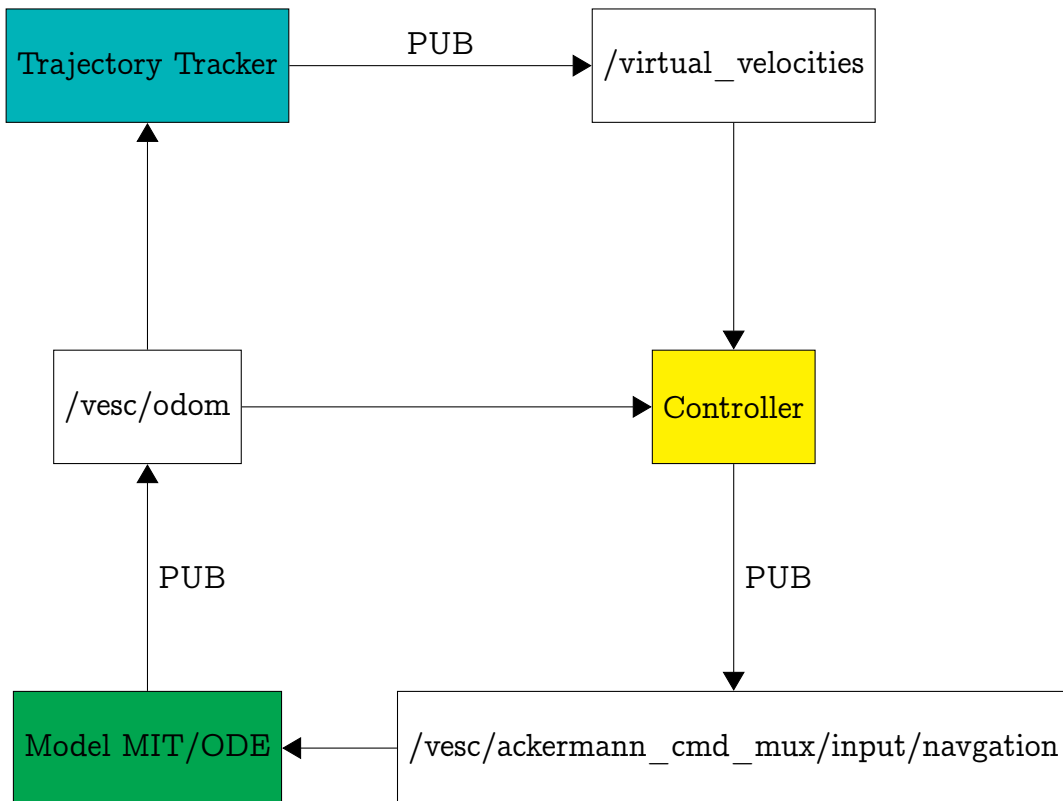 Trajectory Tracker
PUB
/virtual_velocities
/vesc/odom
Controller
PUB
PUB
Model MIT/ODE
/vesc/ackermann_cmd_mux/input/navgation